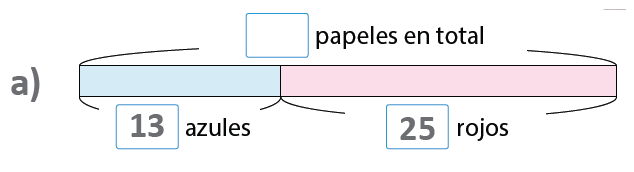 papeles en total
a)
13 azules 25 rojos